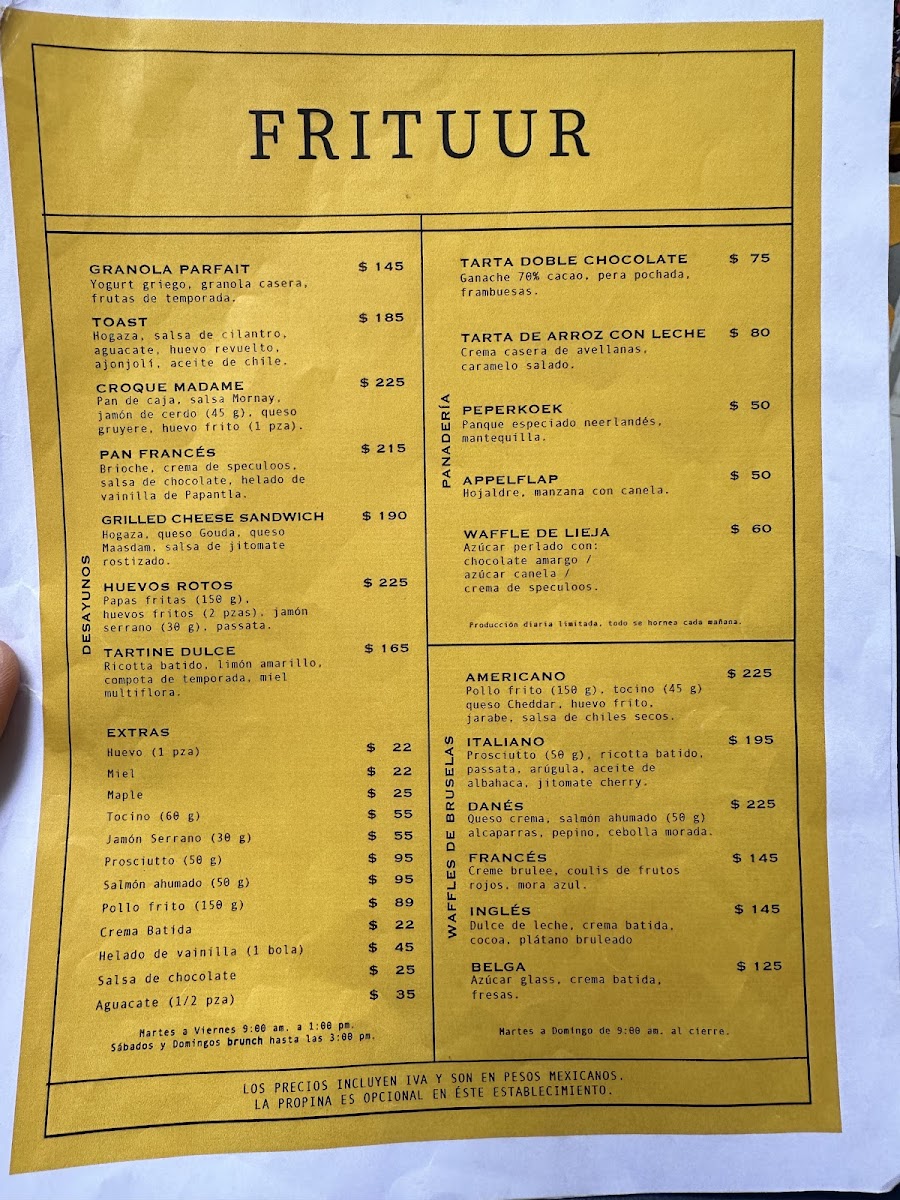 FRITUUR
DESAYUNOS
GRANOLA PARFAIT $ 145
Yogurt griego, granola casera,
frutas de temporada.
TOAST $ 185
Hogaza, salsa de cilantro,
aguacate, huevo revuelto,
ajonjolí, aceite de chile.
CROQUE MADAME $ 225
Pan de caja, salsa Mornay,
jamón de cerdo (45 g), queso
gruyere, huevo frito (1 pza).
PAN FRANCÉS $ 215
Brioche, crema de speculoos,
salsa de chocolate, helado de
vainilla de Papantla.
GRILLED CHEESE SANDWICH $ 190
Hogaza, queso Gouda, queso
Maasdam, salsa de jitomate
rostizado.
HUEVOS ROTOS $ 225
Papas fritas (150 g),
huevos fritos (2 pzas), jamón
serrano (30 g), passata.
TARTINE DULCE $ 165
Ricotta batido, limón amarillo,
compota de temporada, miel
multiflora.
EXTRAS
Huevo (1 pza) $ 22
Miel $ 22
Maple $ 25
Tocino (60 g) $ 55
Jamón Serrano (30 g) $ 55
Prosciutto (50 g) $ 95
Salmón ahumado (50 g) $ 95
Pollo frito (150 g) $ 89
Crema Batida $ 22
Helado de vainilla (1 bola) $ 45
Salsa de chocolate $ 25
Aguacate (1/2 pza) $ 35
Martes a Viernes 9:00 am. a 1:00 pm.
Sábados y Domingos brunch hasta las 3:00 pm.
PANADERÍA
TARTA DOBLE CHOCOLATE $ 75
Ganache 70% cacao, pera pochada,
frambuesas.
TARTA DE ARROZ CON LECHE $ 80
Crema casera de avellanas,
caramelo salado.
PEPERKOEK $ 50
Panque especiado neerlandés,
mantequilla.
APPELFLAP $ 50
Hojaldre, manzana con canela.
WAFFLE DE LIEJA $ 60
Azúcar perlado con:
chocolate amargo /
azúcar canela /
crema de speculoos.
Producción diaria limitada, todo se hornea cada mañana.
WAFFLES DE BRUSELAS
AMERICANO $ 225
Pollo frito (150 g), tocino (45 g)
queso Cheddar, huevo frito,
jarabe, salsa de chiles secos.
ITALIANO $ 195
Prosciutto (50 g), ricotta batido,
passata, arúgula, aceite de
albahaca, jitomate cherry.
DANÉS $ 225
Queso crema, salmón ahumado (50 g)
alcaparras, pepino, cebolla morada.
FRANCÉS $ 145
Creme brulee, coulis de frutos
rojos, mora azul.
INGLÉS $ 145
Dulce de leche, crema batida,
cocoa, plátano bruleado
BELGA $ 125
Azúcar glass, crema batida,
fresas.
Martes a Domingo de 9:00 am. al cierre.
LOS PRECIOS INCLUYEN IVA Y SON EN PESOS MEXICANOS.
LA PROPINA ES OPCIONAL EN ÉSTE ESTABLECIMIENTO.